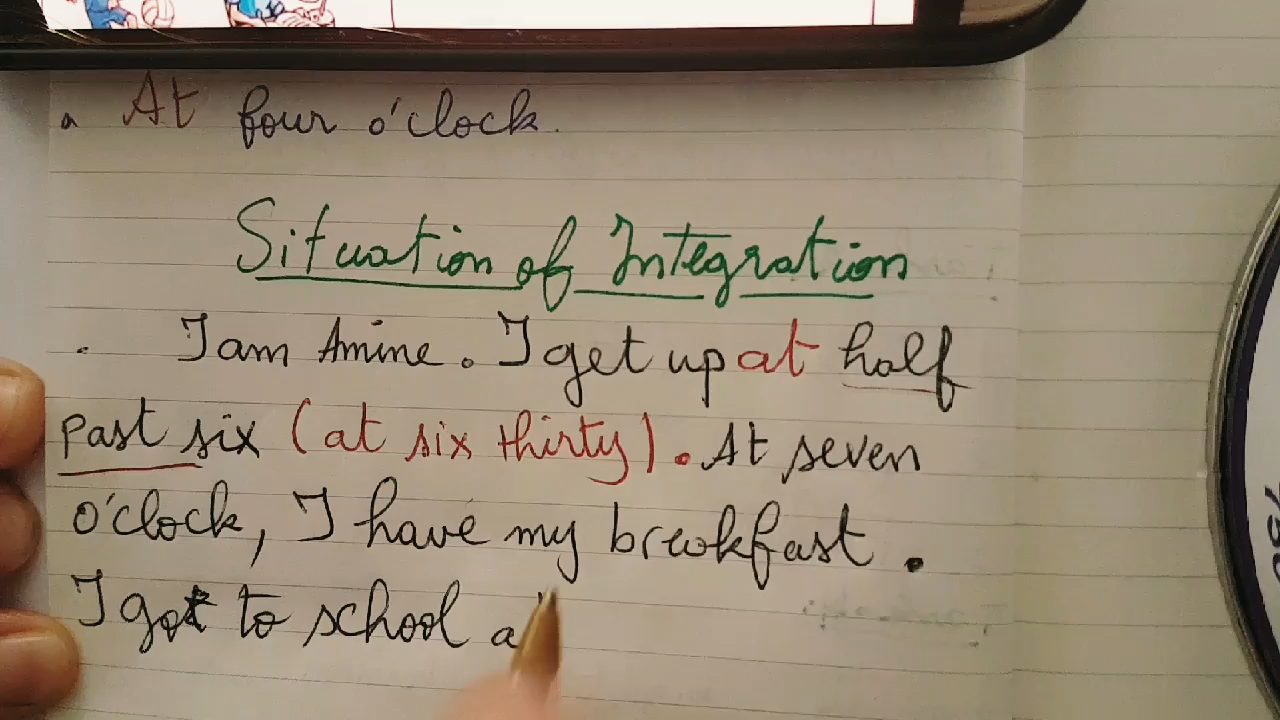 At four o'clock.
Situation of Integration
I am Amine. I get up at half
past six (at six thirty). At seven
o'clock, I have my breakfast.
I go to school a